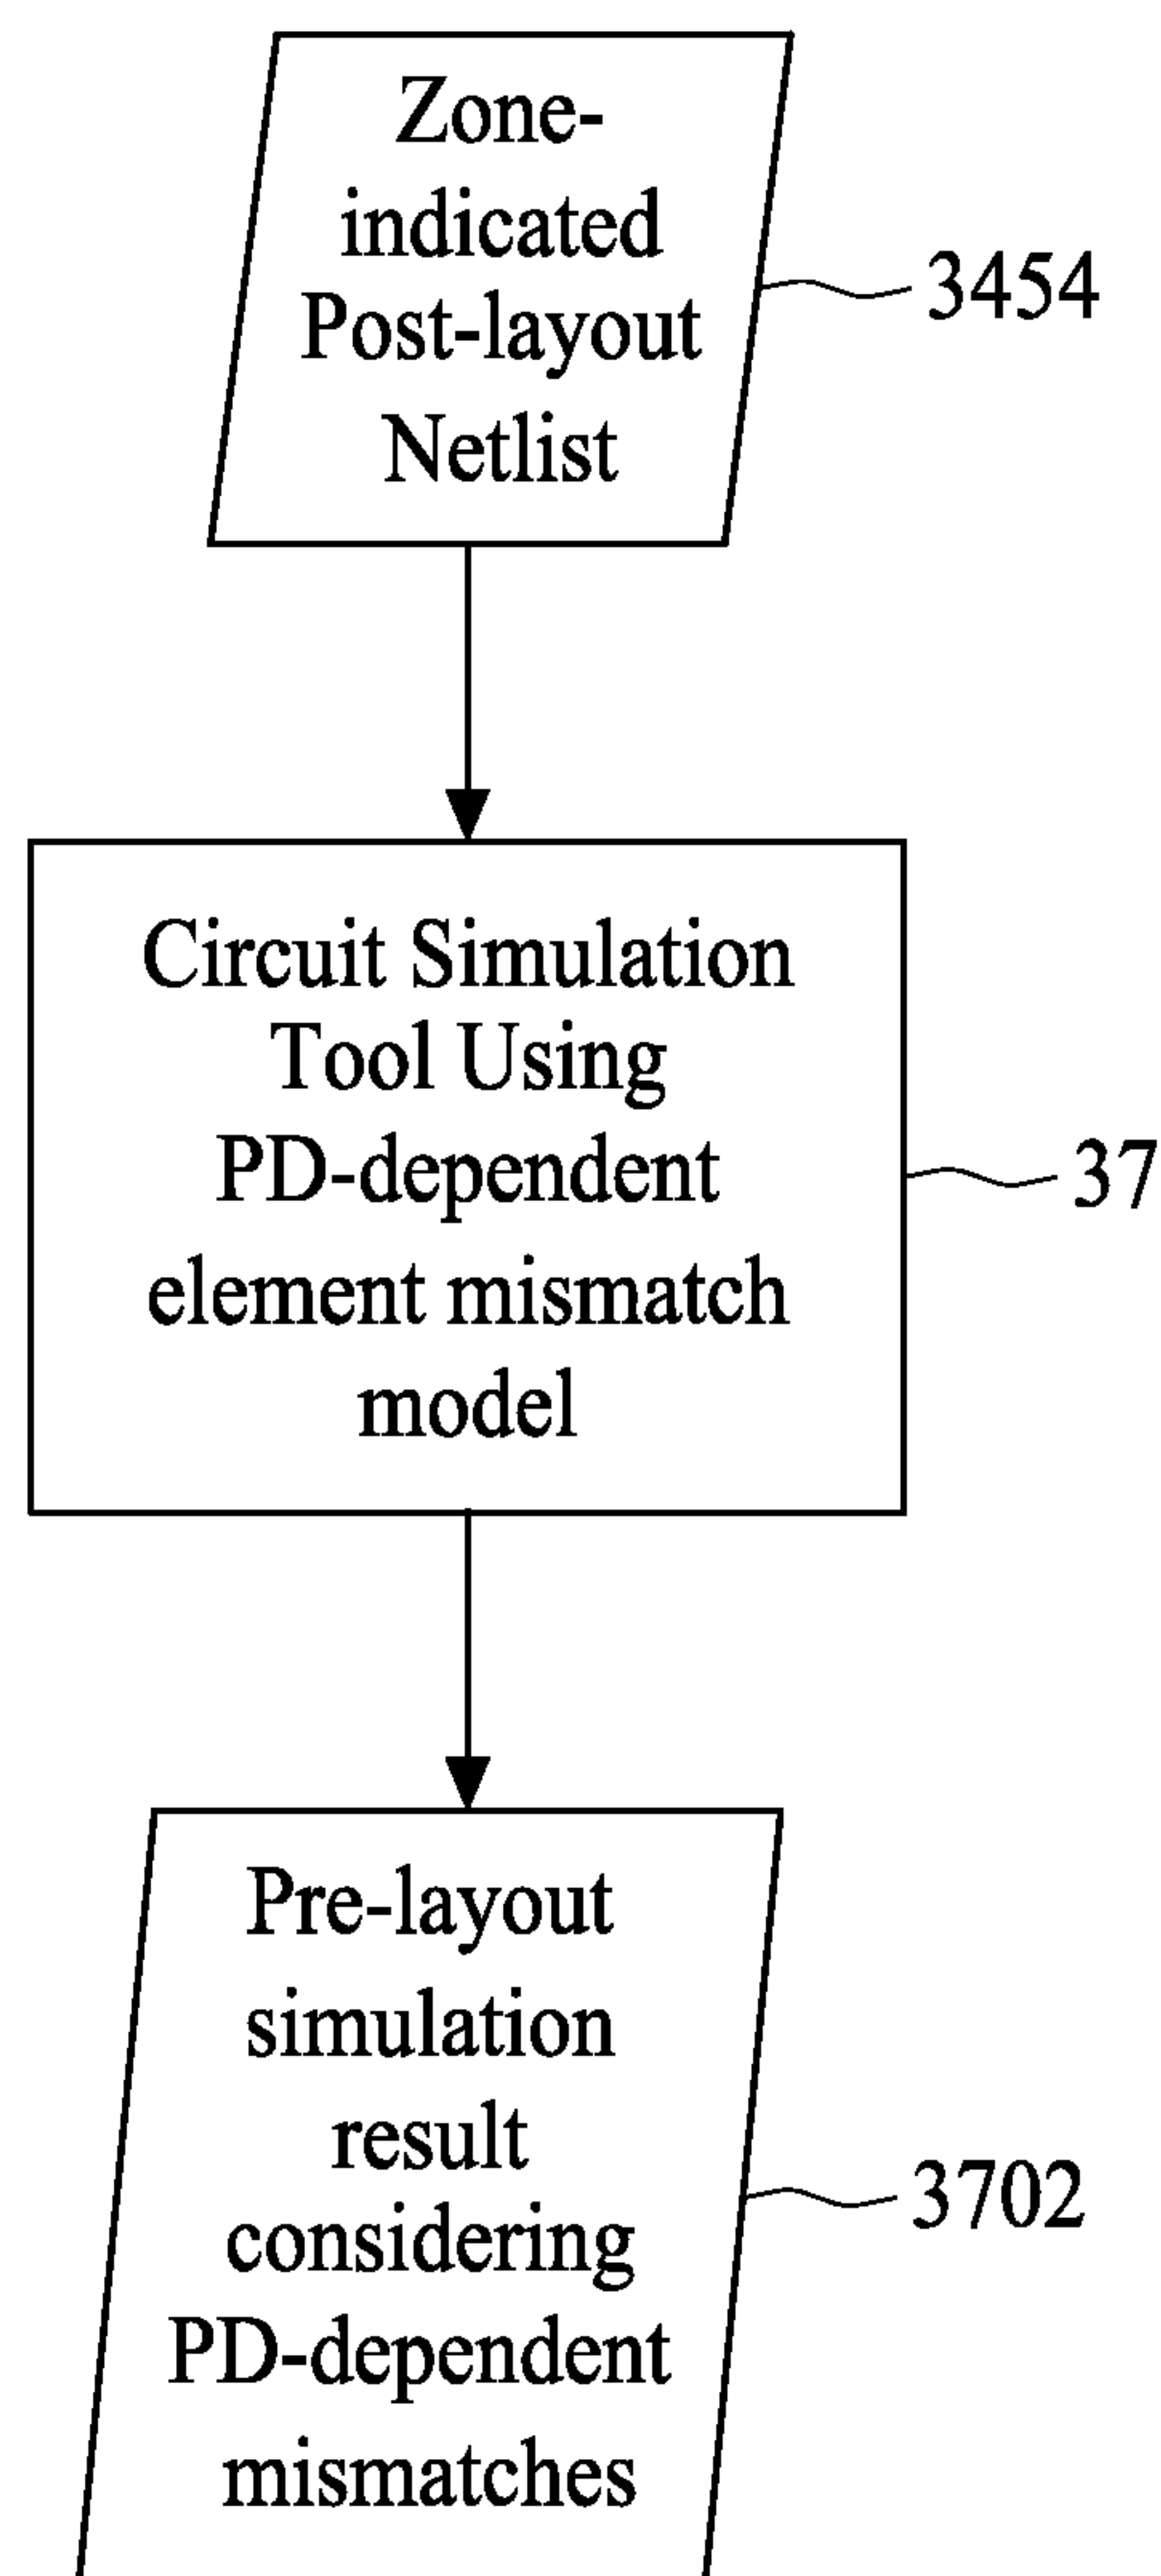 Zone-
indicated
Post-layout
Netlist
3454
Circuit Simulation
Tool Using
PD-dependent
element mismatch
model
37
Pre-layout
simulation
result
considering
PD-dependent
mismatches
3702